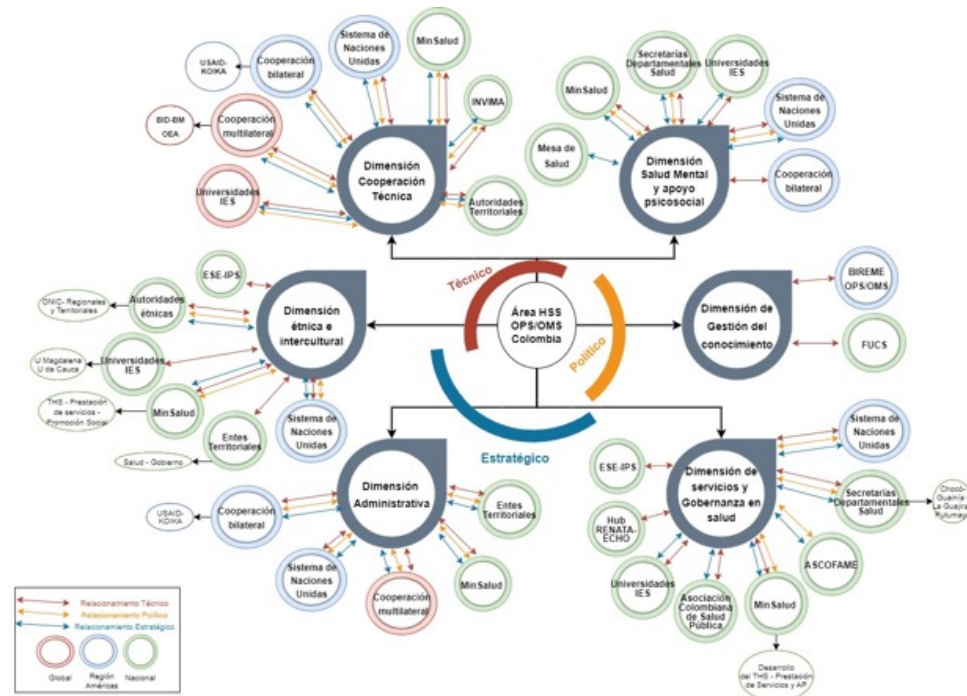 USAID-
KOIKA
Cooperación
bilateral
Sistema de
Naciones
Unidas
MinSalud
INVIMA
BID-BM
OEA
Cooperación
multilateral
Universidades
IES
Dimensión
Cooperación
Técnica
Autoridades
Territoriales
MinSalud
Secretarías
Departamentales
Salud
Universidades
IES
Sistema de
Naciones
Unidas
Mesa de
Salud
Dimensión
Salud Mental
y apoyo
psicosocial
Cooperación
bilateral
Técnico
Político
Estratégico
Área HSS
OPS/OMS
Colombia
ESE-IPS
ONIC- Regionales
y Territoriales
Autoridades
étnicas
Dimensión
étnica e
intercultural
U Magdalena
U de Cauca
Universidades
IES
THS - Prestación
de servicios -
Promoción Social
MinSalud
Salud - Gobierno
Entes
Territoriales
Sistema de
Naciones
Unidas
Dimensión de
Gestión del
conocimiento
BIREME
OPS/OMS
FUCS
Dimensión
Administrativa
USAID-
KOIKA
Cooperación
bilateral
Sistema de
Naciones
Unidas
Cooperación
multilateral
MinSalud
Entes
Territoriales
Dimensión de
servicios y
Gobernanza en
salud
ESE-IPS
Hub
RENATA-
ECHO
Universidades
IES
Asociación
Colombiana
de Salud
Pública
MinSalud
Desarrollo
del THS - Prestación
de Servicios y AP
ASCOFAME
Secretarías
Departamentales
Salud
Chocó-
Guainía
La Guajira
Putumayo
Sistema de
Naciones
Unidas
Relacionamiento Técnico
Relacionamiento Político
Relacionamiento Estratégico
Global
Región
Américas
Nacional